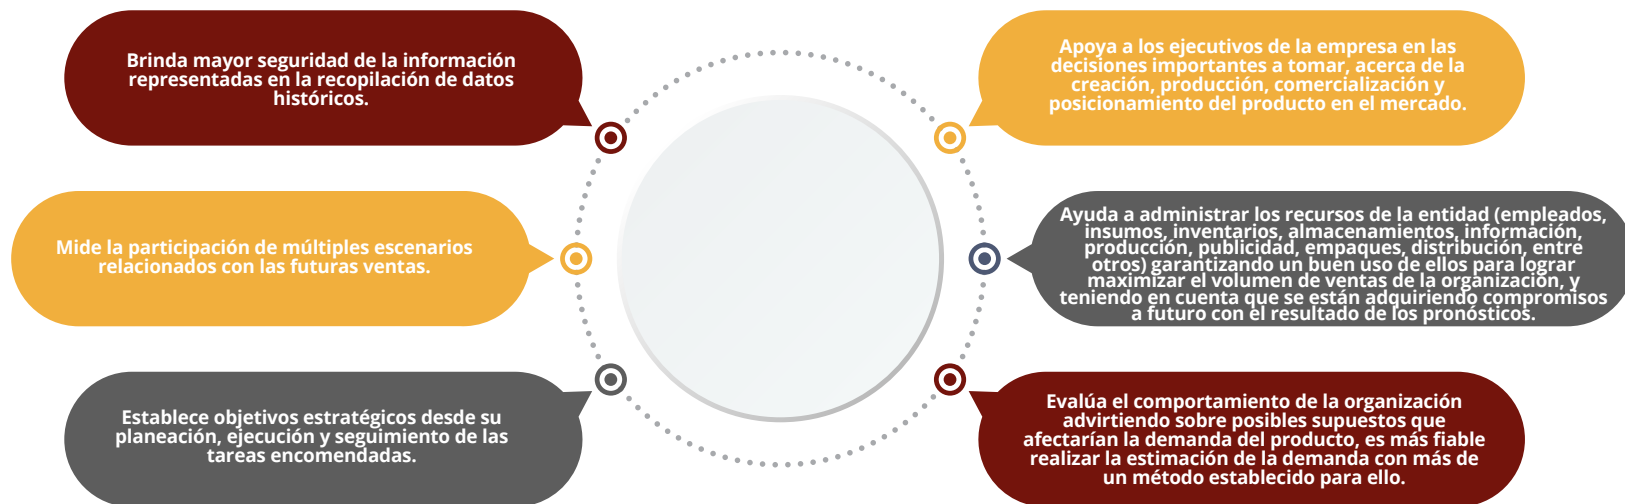 Brinda mayor seguridad de la información
representadas en la recopilación de datos
históricos.
Mide la participación de múltiples escenarios
relacionados con las futuras ventas.
Establece objetivos estratégicos desde su
planeación, ejecución y seguimiento de las
tareas encomendadas.
Apoya a los ejecutivos de la empresa en las
decisiones importantes a tomar, acerca de la
creación, producción, comercialización y
posicionamiento del producto en el mercado.
Ayuda a administrar los recursos de la entidad (empleados,
insumos, inventarios, almacenamientos, información,
producción, publicidad, empaques, distribución, entre
otros) garantizando un buen uso de ellos para lograr
maximizar el volumen de ventas de la organización, y
teniendo en cuenta que se están adquiriendo compromisos
a futuro con el resultado de los pronósticos.
Evalúa el comportamiento de la organización
advirtiendo sobre posibles supuestos que
afectarían la demanda del producto, es más fiable
realizar la estimación de la demanda con más de
un método establecido para ello.